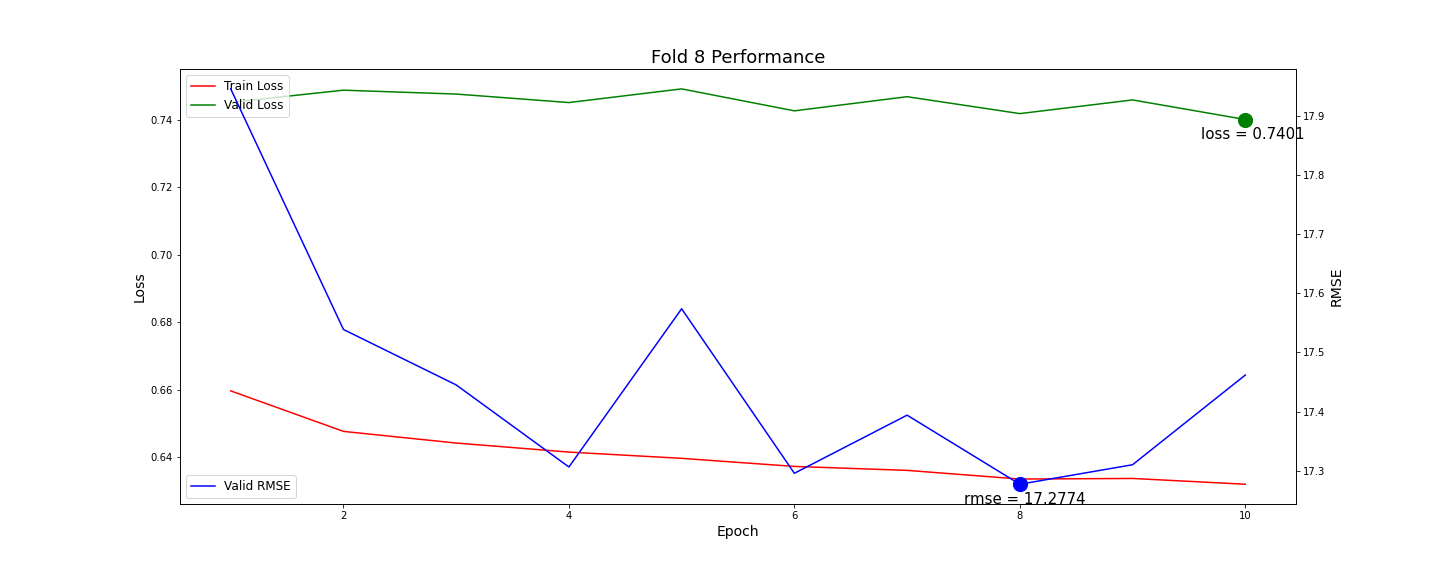 Fold 8 Performance
Train Loss
Valid Loss
0.74
0.72
0.70
0.68
0.66
0.64
Loss
17.9
17.8
17.7
17.6
17.5
17.4
17.3
RMSE
loss = 0.7401
Valid RMSE
rmse = 17.2774
2
4
6
8
10
Epoch